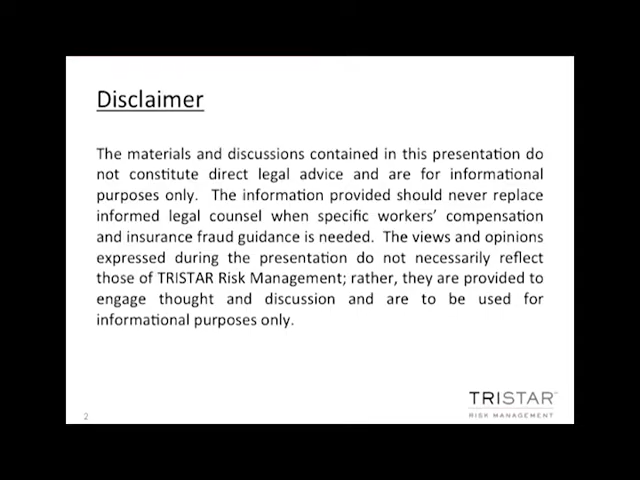 Disclaimer
The materials and discussions contained in this presentation do
not constitute direct legal advice and are for informational
purposes only.  The information provided should never replace
informed legal counsel when specific workers' compensation
and insurance fraud guidance is needed.  The views and opinions
expressed during the presentation do not necessarily reflect
those of TRISTAR Risk Management; rather, they are provided to
engage thought and discussion and are to be used for
informational purposes only.
TRISTAR
RISK MANAGEMENT
2